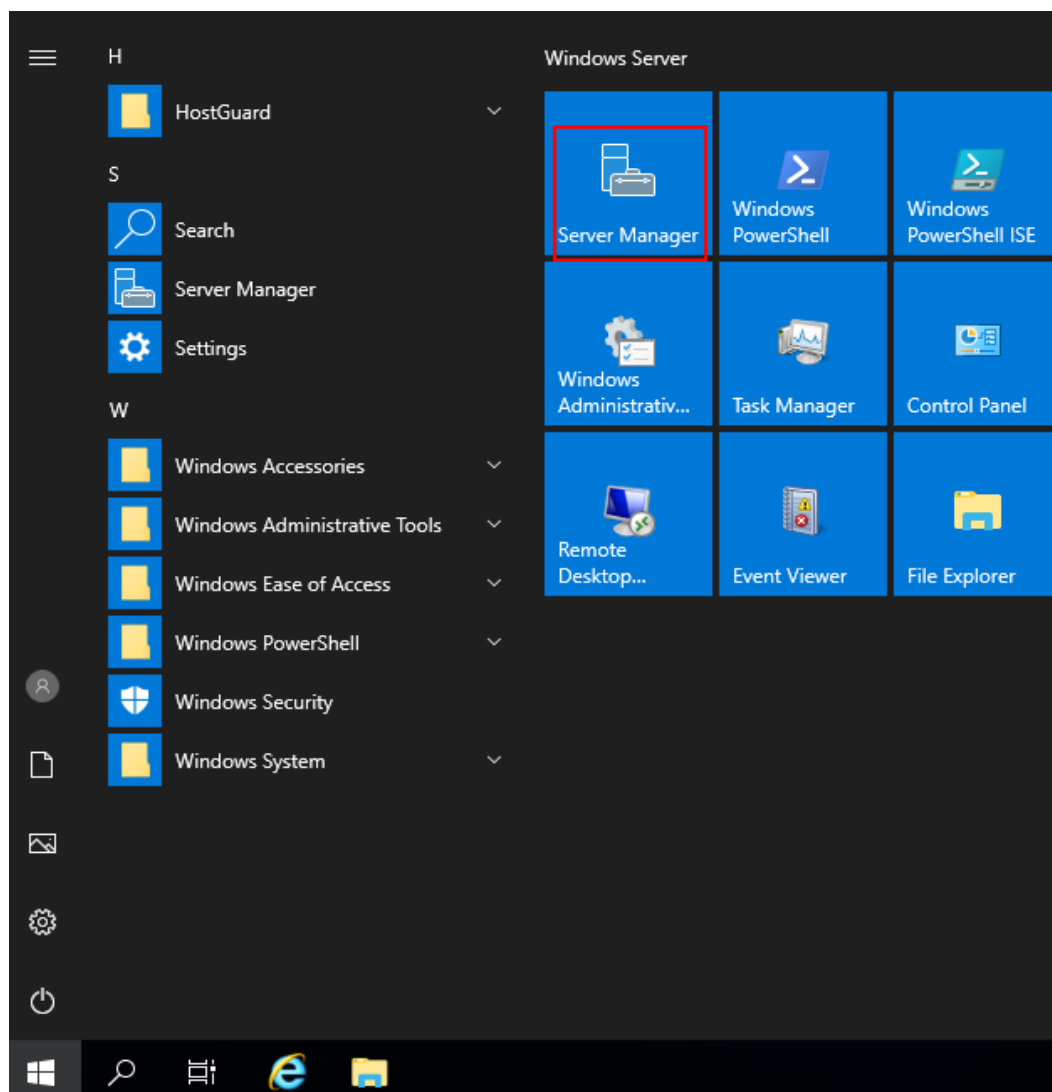 H
HostGuard
S
Search
Server Manager
Settings
W
Windows Accessories
Windows Administrative Tools
Windows Ease of Access
Windows PowerShell
Windows Security
Windows System
Windows Server
Server Manager
Windows
PowerShell
Windows
PowerShell ISE
Windows
Administrativ...
Task Manager
Control Panel
Remote
Desktop...
Event Viewer
File Explorer